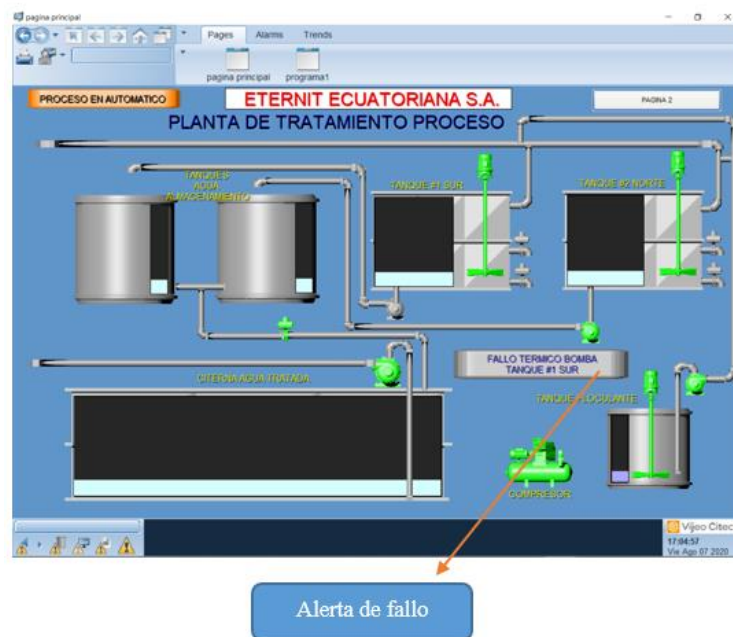 pagina principal
Pages Alarms Trends
pagina principal programa1
PROCESO EN AUTOMATICO
ETERNIT ECUATORIANA S.A.
PAGINA 2
PLANTA DE TRATAMIENTO PROCESO
TANQUES
AGUA
ALMACENAMIENTO
TANQUE #1 SUR
TANQUE #2 NORTE
FALLO TERMICO BOMBA
TANQUE #1 SUR
CITERNA AGUA TRATADA
TANQUE FLOCULANTE
COMPRESOR
Vijeo Citec
17:04:57
Vie Ago 07 2020
Alerta de fallo